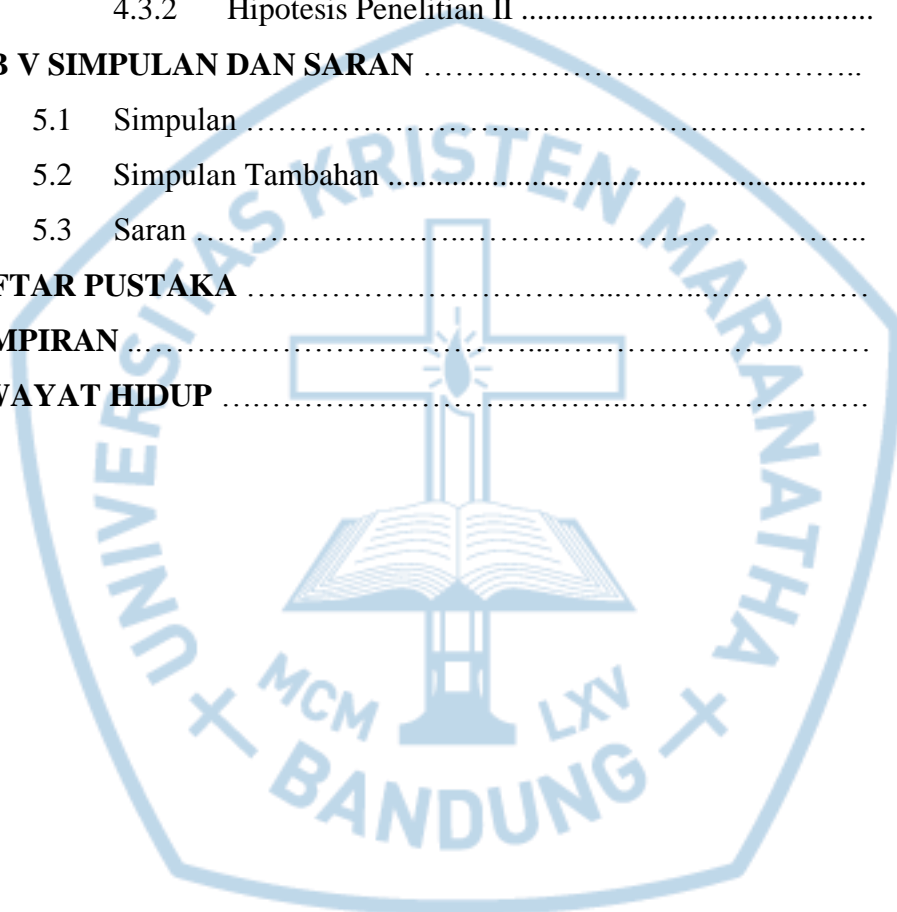 4.3.2 Hipotesis Penelitian II ........................................
B V SIMPULAN DAN SARAN ……………………………………..
5.1 Simpulan …………………………………………………
5.2 Simpulan Tambahan ............................................................
5.3 Saran …………………………………………………..
FTAR PUSTAKA …………………………………………
MPIRAN …………………………………………………
WAYAT HIDUP ……………………………………………
UNIVERSITAS KRISTEN MARANATHA
MCM LXV
BANDUNG